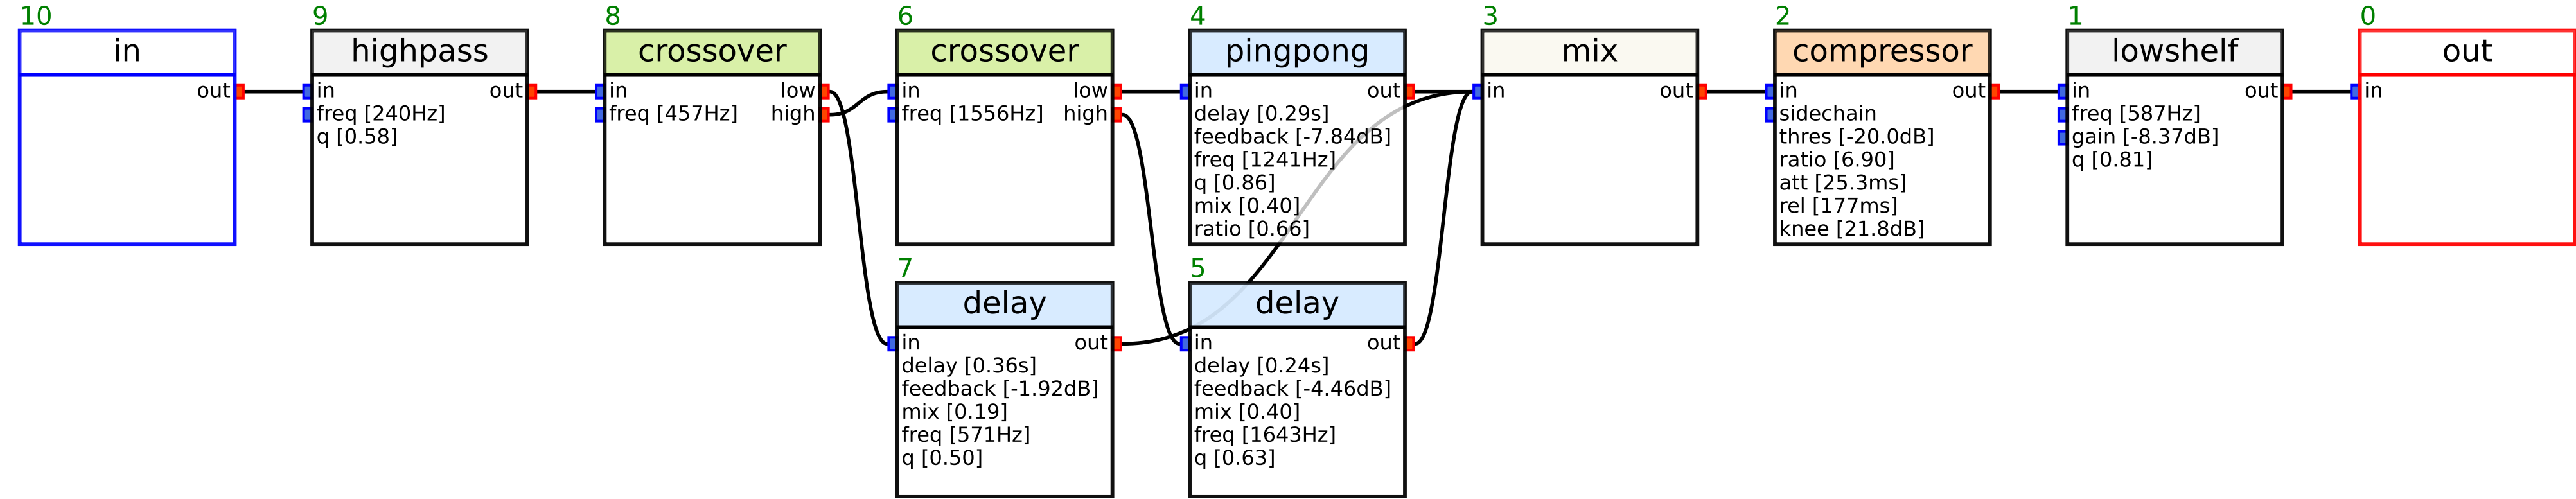 10
in
out
9
highpass
in out
freq [240Hz]
q [0.58]
8
crossover
in low
freq [457Hz] high
6
crossover
in low
freq [1556Hz] high
4
pingpong
in out
delay [0.29s]
feedback [-7.84dB]
freq [1241Hz]
q [0.86]
mix [0.40]
ratio [0.66]
3
mix
in out
2
compressor
in out
sidechain
thres [-20.0dB]
ratio [6.90]
att [25.3ms]
rel [177ms]
knee [21.8dB]
1
lowshelf
in out
freq [587Hz]
gain [-8.37dB]
q [0.81]
0
out
in
7
delay
in out
delay [0.36s]
feedback [-1.92dB]
mix [0.19]
freq [571Hz]
q [0.50]
5
delay
in out
delay [0.24s]
feedback [-4.46dB]
mix [0.40]
freq [1643Hz]
q [0.63]